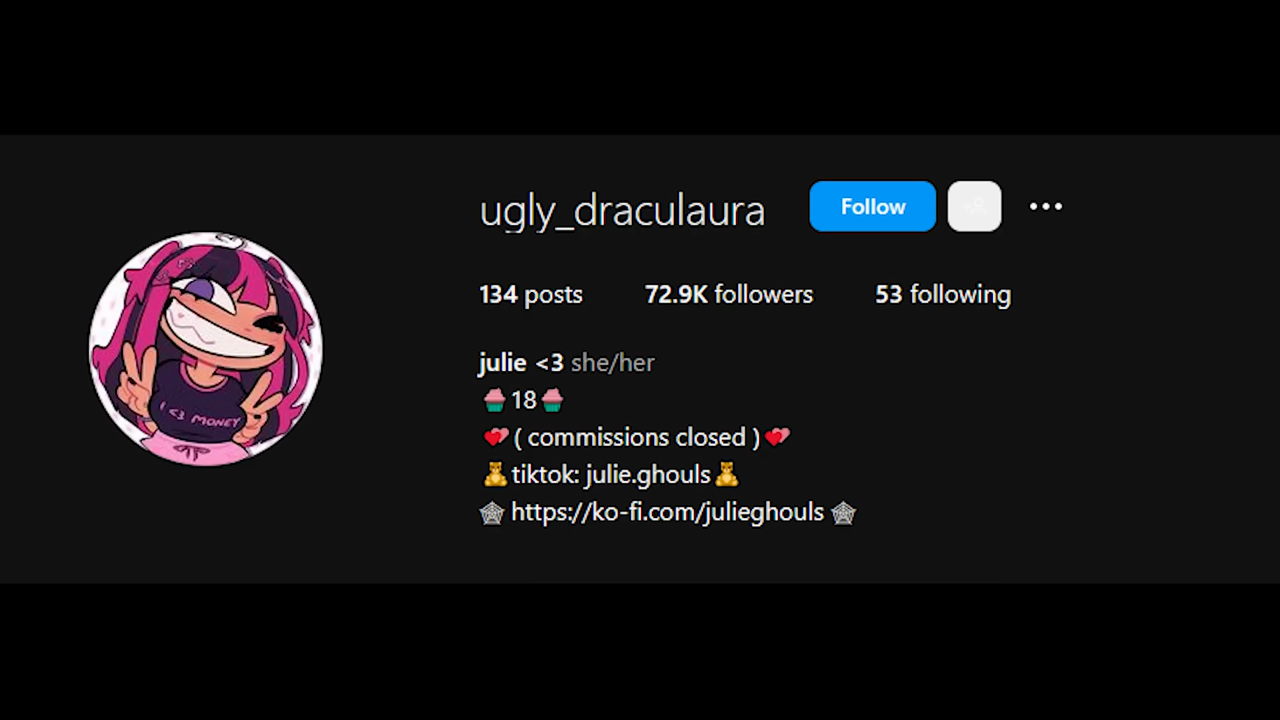 ugly_draculaura Follow
134 posts 72.9K followers 53 following
julie <3 she/her
🧁18🧁
💕( commissions closed )💕
🧸tiktok: julie.ghouls🧸
🕸 https://ko-fi.com/julieghouls 🕸
I <3 MONEY